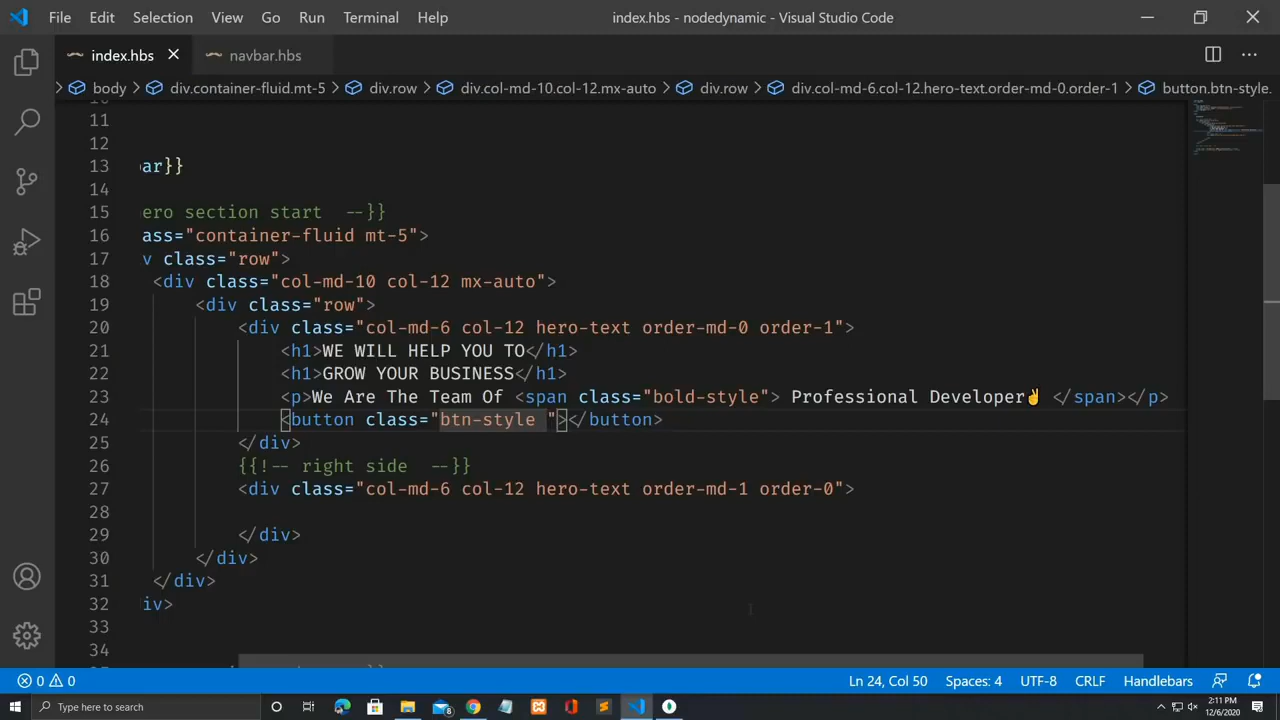 File Edit Selection View Go Run Terminal Help index.hbs - nodedynamic - Visual Studio Code
index.hbs navbar.hbs
body div.container-fluid.mt-5 div.row div.col-md-10.col-12.mx-auto div.row div.col-md-6.col-12.hero-text.order-md-0.order-1 button.btn-style.
11
12
13 bar}}
14
15 ero section start --}}
16 ass="container-fluid mt-5">
17 v class="row">
18 <div class="col-md-10 col-12 mx-auto">
19 <div class="row">
20 <div class="col-md-6 col-12 hero-text order-md-0 order-1">
21 <h1>WE WILL HELP YOU TO</h1>
22 <h1>GROW YOUR BUSINESS</h1>
23 <p>We Are The Team Of <span class="bold-style"> Professional Developer✌ </span></p>
24 <button class="btn-style "></button>
25 </div>
26 {{!-- right side --}}
27 <div class="col-md-6 col-12 hero-text order-md-1 order-0">
28
29 </div>
30 </div>
31 </div>
32 iv>
33
34
0 0 Ln 24, Col 50 Spaces: 4 UTF-8 CRLF Handlebars
Type here to search 2:11 PM
12/6/2020